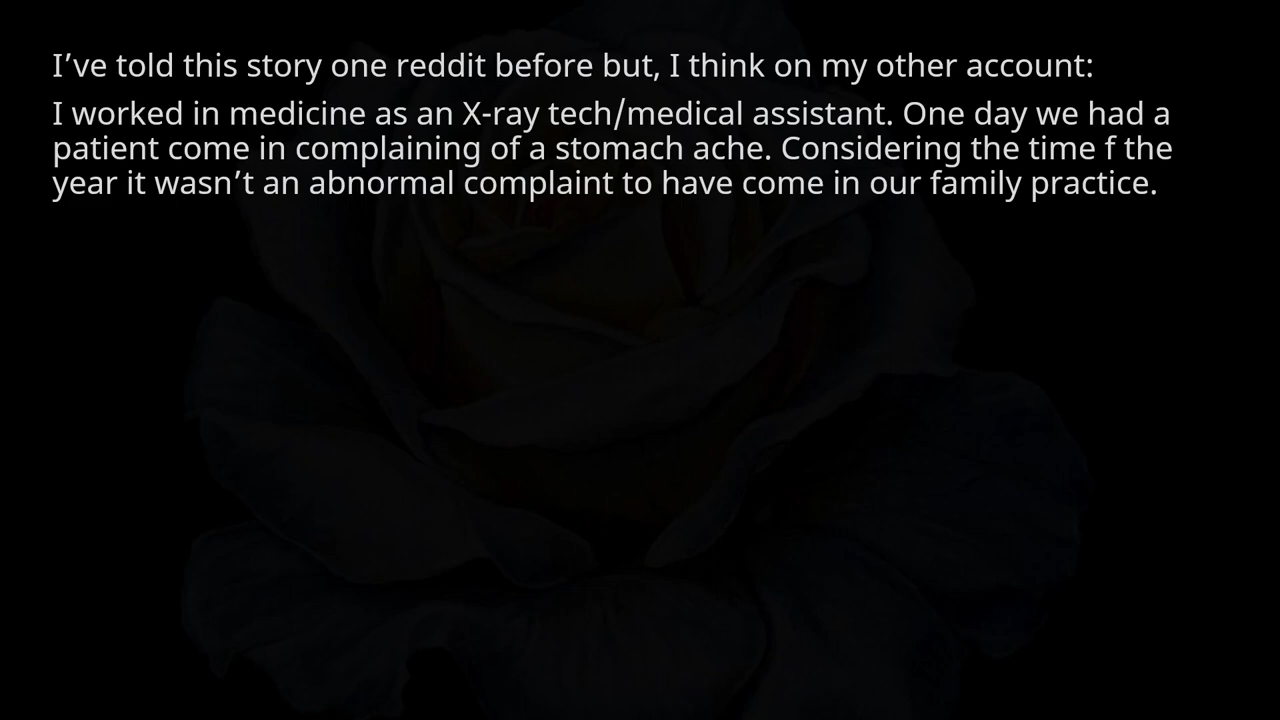 I’ve told this story one reddit before but, I think on my other account:
I worked in medicine as an X-ray tech/medical assistant. One day we had a
patient come in complaining of a stomach ache. Considering the time f the
year it wasn’t an abnormal complaint to have come in our family practice.